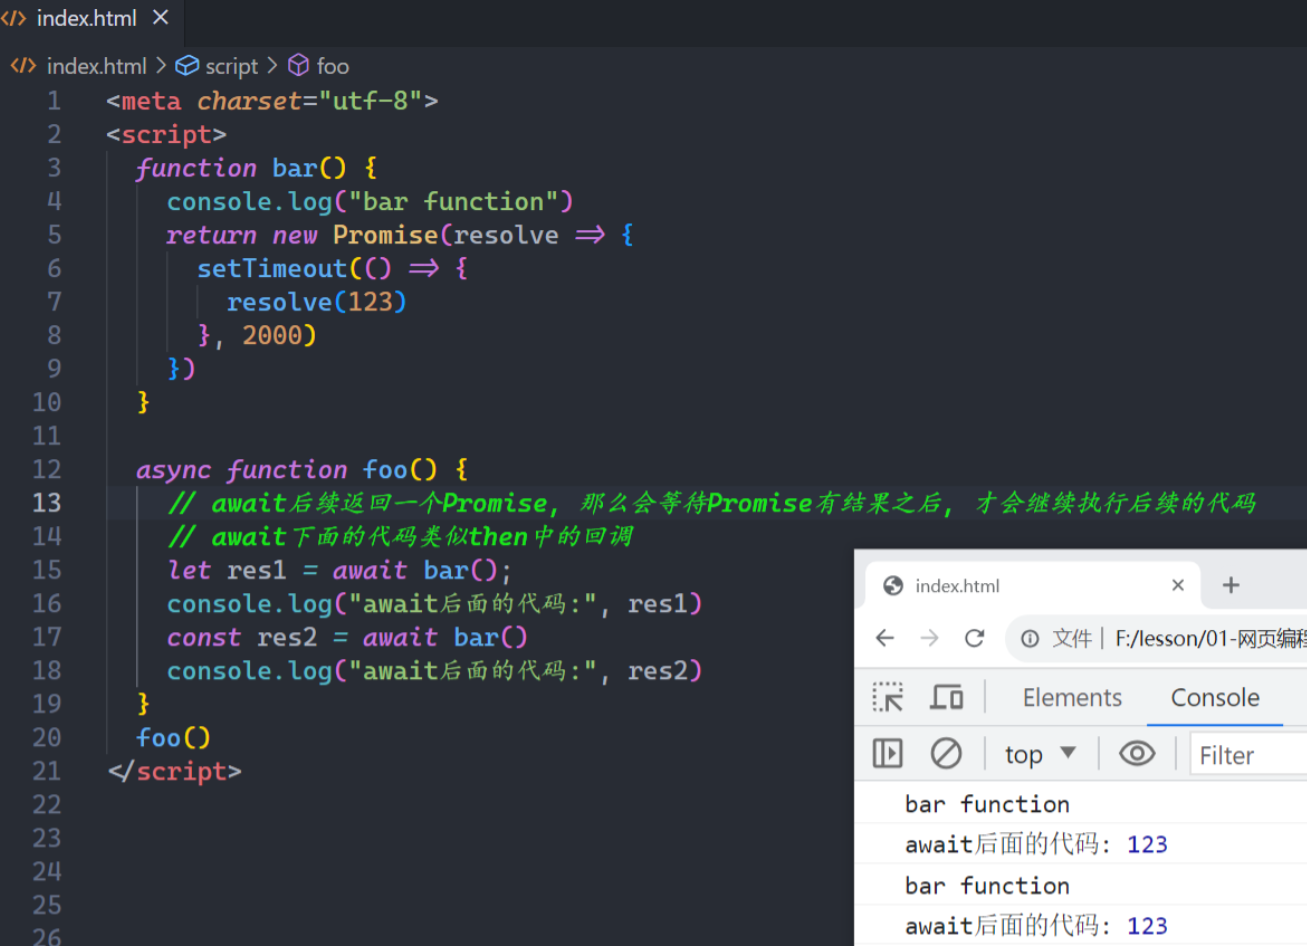 index.html
index.html > script > foo
1 <meta charset="utf-8">
2 <script>
3 function bar() {
4 console.log("bar function")
5 return new Promise(resolve => {
6 setTimeout(() => {
7 resolve(123)
8 }, 2000)
9 })
10 }
11
12 async function foo() {
13 // await后续返回一个Promise, 那么会等待Promise有结果之后, 才会继续执行后续的代码
14 // await下面的代码类似then中的回调
15 let res1 = await bar();
16 console.log("await后面的代码:", res1)
17 const res2 = await bar()
18 console.log("await后面的代码:", res2)
19 }
20 foo()
21 </script>
22
23
24
25
26
index.html
文件 | F:/lesson/01-网页编程
Elements Console
top Filter
bar function
await后面的代码: 123
bar function
await后面的代码: 123